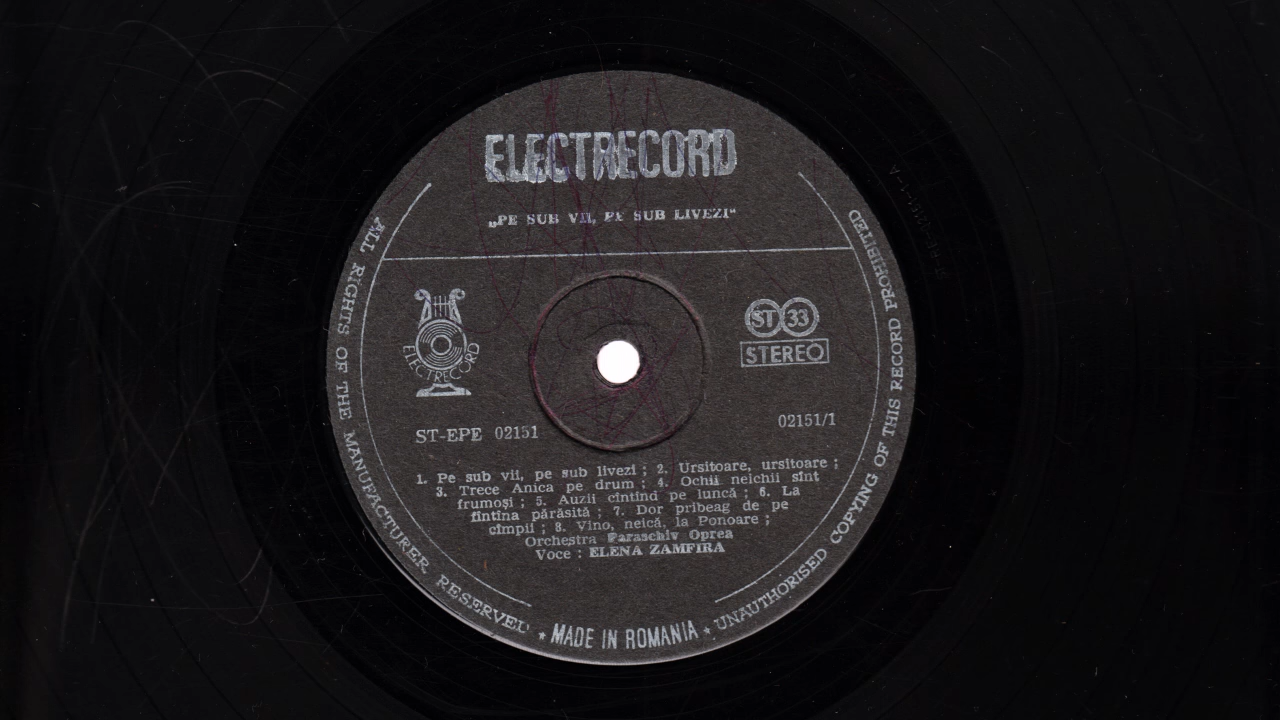 ELECTRECORD
„PE SUB VII, PE SUB LIVEZI“
ST 33
STEREO
ELECTRECORD
ST-EPE 02151
02151/1
1. Pe sub vii, pe sub livezi ; 2. Ursitoare, ursitoare ;
3. Trece Anica pe drum ; 4. Ochii neichii sînt
frumoși ; 5. Auzii cîntînd pe luncă ; 6. La
fîntîna părăsită ; 7. Dor pribeag de pe
cîmpii ; 8. Vino, neică, la Ponoare ;
Orchestra Paraschiv Oprea
Voce : ELENA ZAMFIRA
ALL RIGHTS OF THE MANUFACTURER RESERVED
* MADE IN ROMANIA *
UNAUTHORISED COPYING OF THIS RECORD PROHIBITED